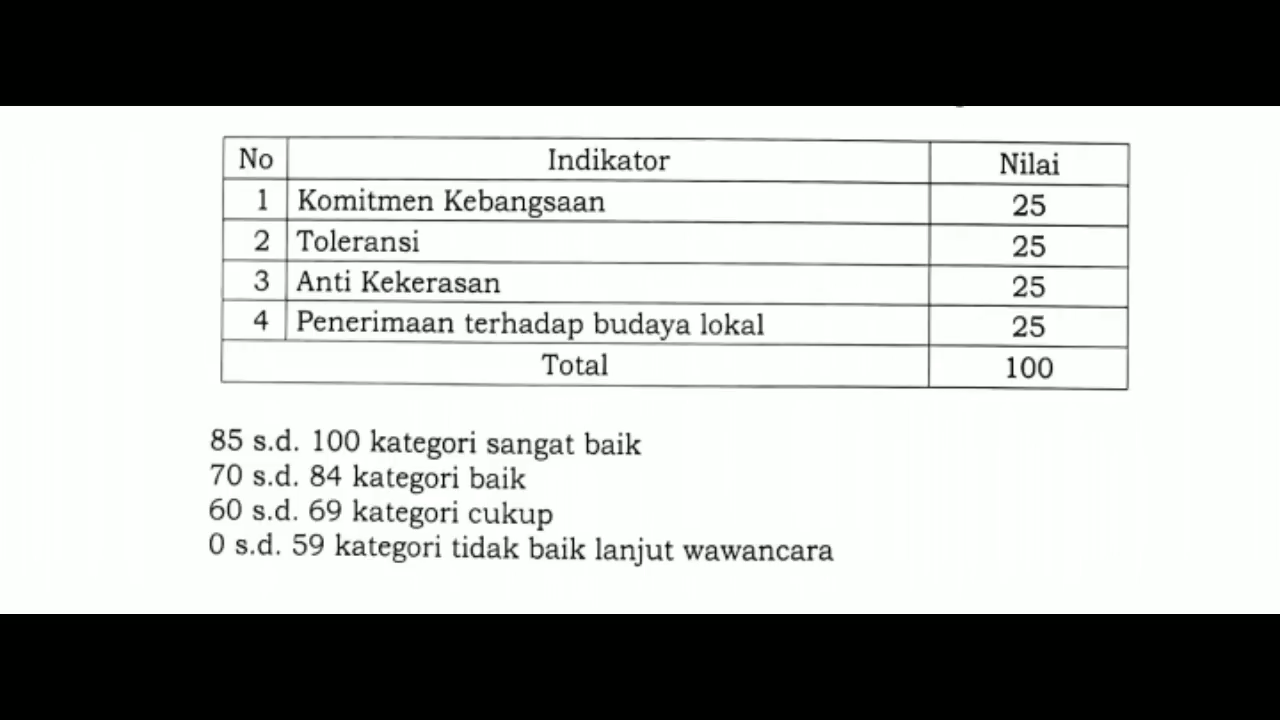 No Indikator Nilai
1 Komitmen Kebangsaan 25
2 Toleransi 25
3 Anti Kekerasan 25
4 Penerimaan terhadap budaya lokal 25
Total 100
85 s.d. 100 kategori sangat baik
70 s.d. 84 kategori baik
60 s.d. 69 kategori cukup
0 s.d. 59 kategori tidak baik lanjut wawancara